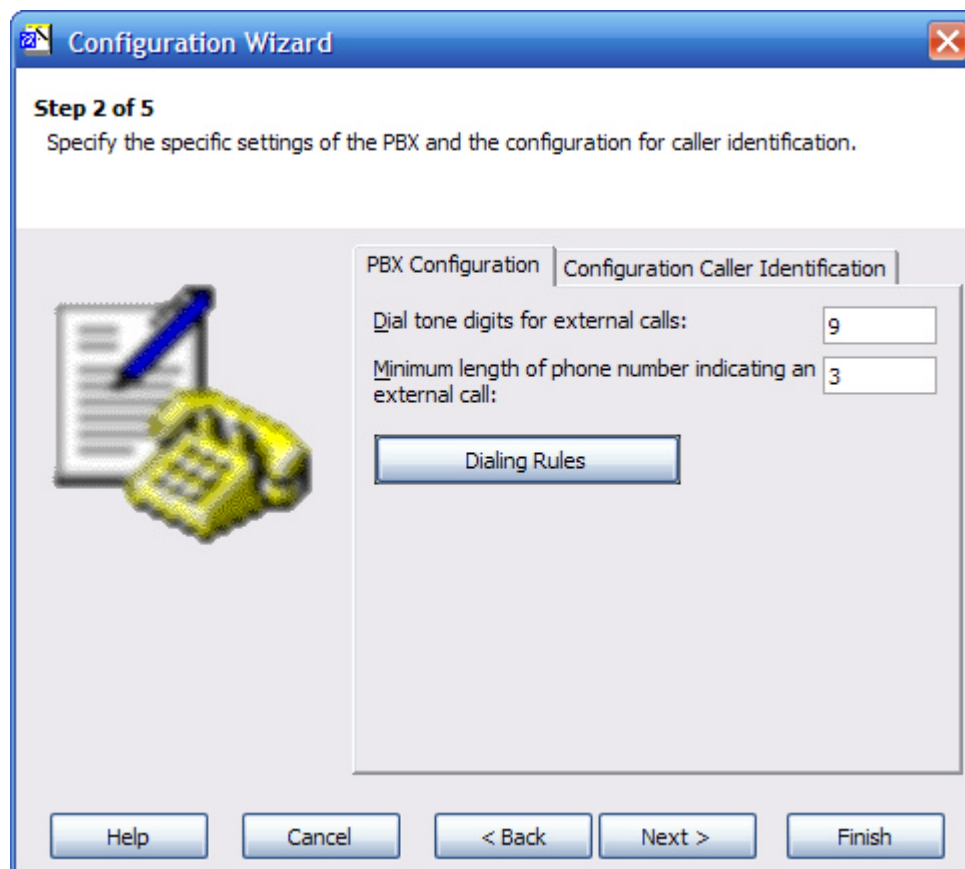 Configuration Wizard
Step 2 of 5
Specify the specific settings of the PBX and the configuration for caller identification.
PBX Configuration
Configuration Caller Identification
Dial tone digits for external calls:
9
Minimum length of phone number indicating an
external call:
3
Dialing Rules
Help
Cancel
< Back
Next >
Finish